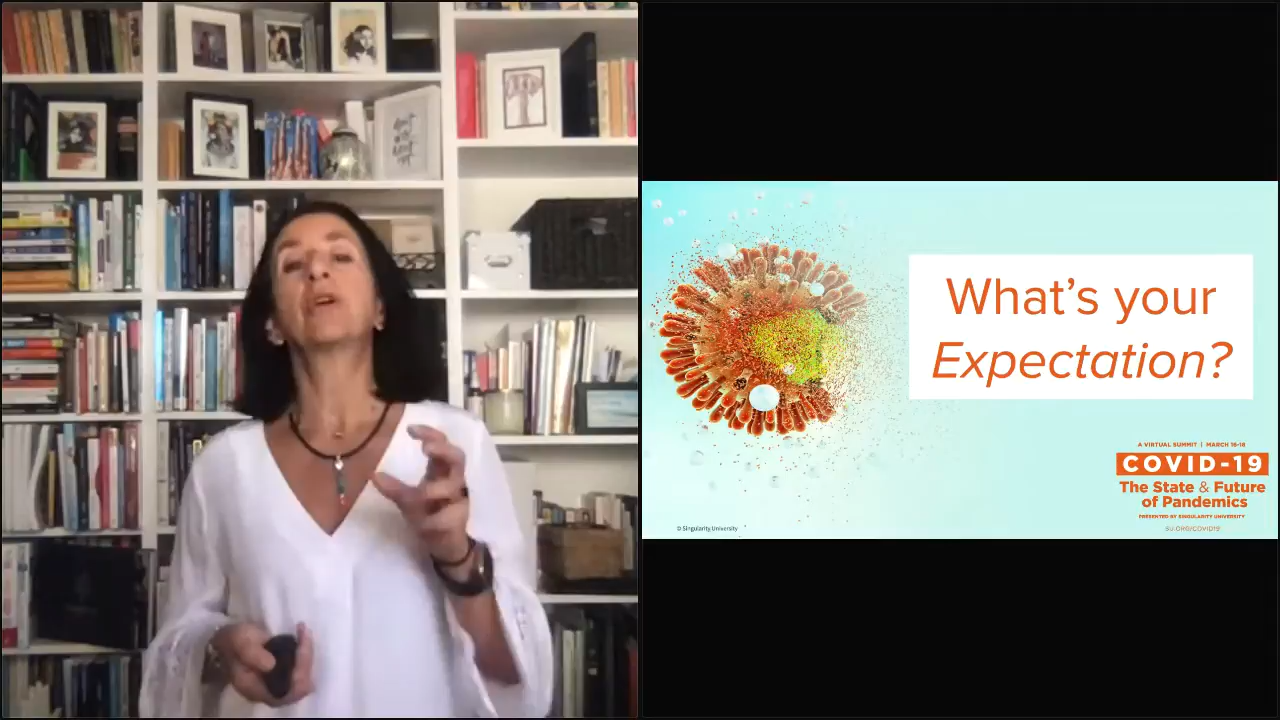 What's your
Expectation?
A VIRTUAL SUMMIT | MARCH 16-18
COVID-19
The State & Future
of Pandemics
PRESENTED BY SINGULARITY UNIVERSITY
SU.ORG/COVID19
© Singularity University